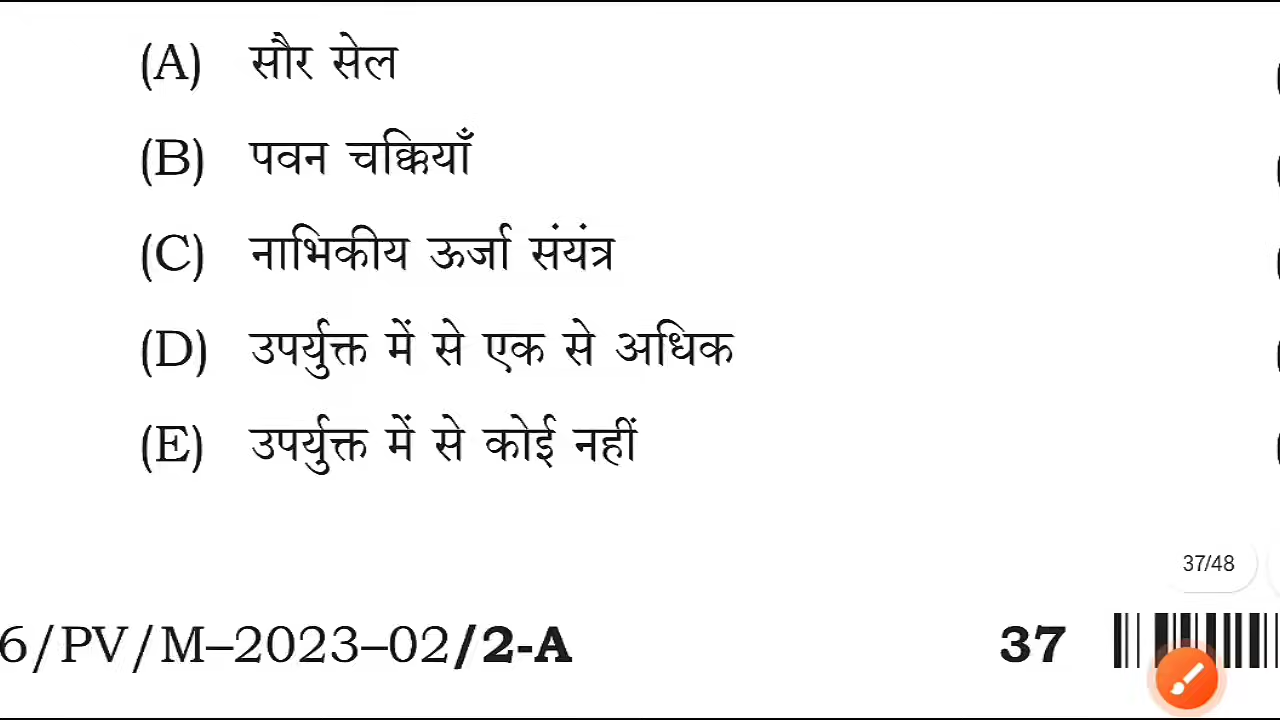 (A) सौर सेल
(B) पवन चक्कियाँ
(C) नाभिकीय ऊर्जा संयंत्र
(D) उपर्युक्त में से एक से अधिक
(E) उपर्युक्त में से कोई नहीं
37/48
6/PV/M–2023–02/2-A 37